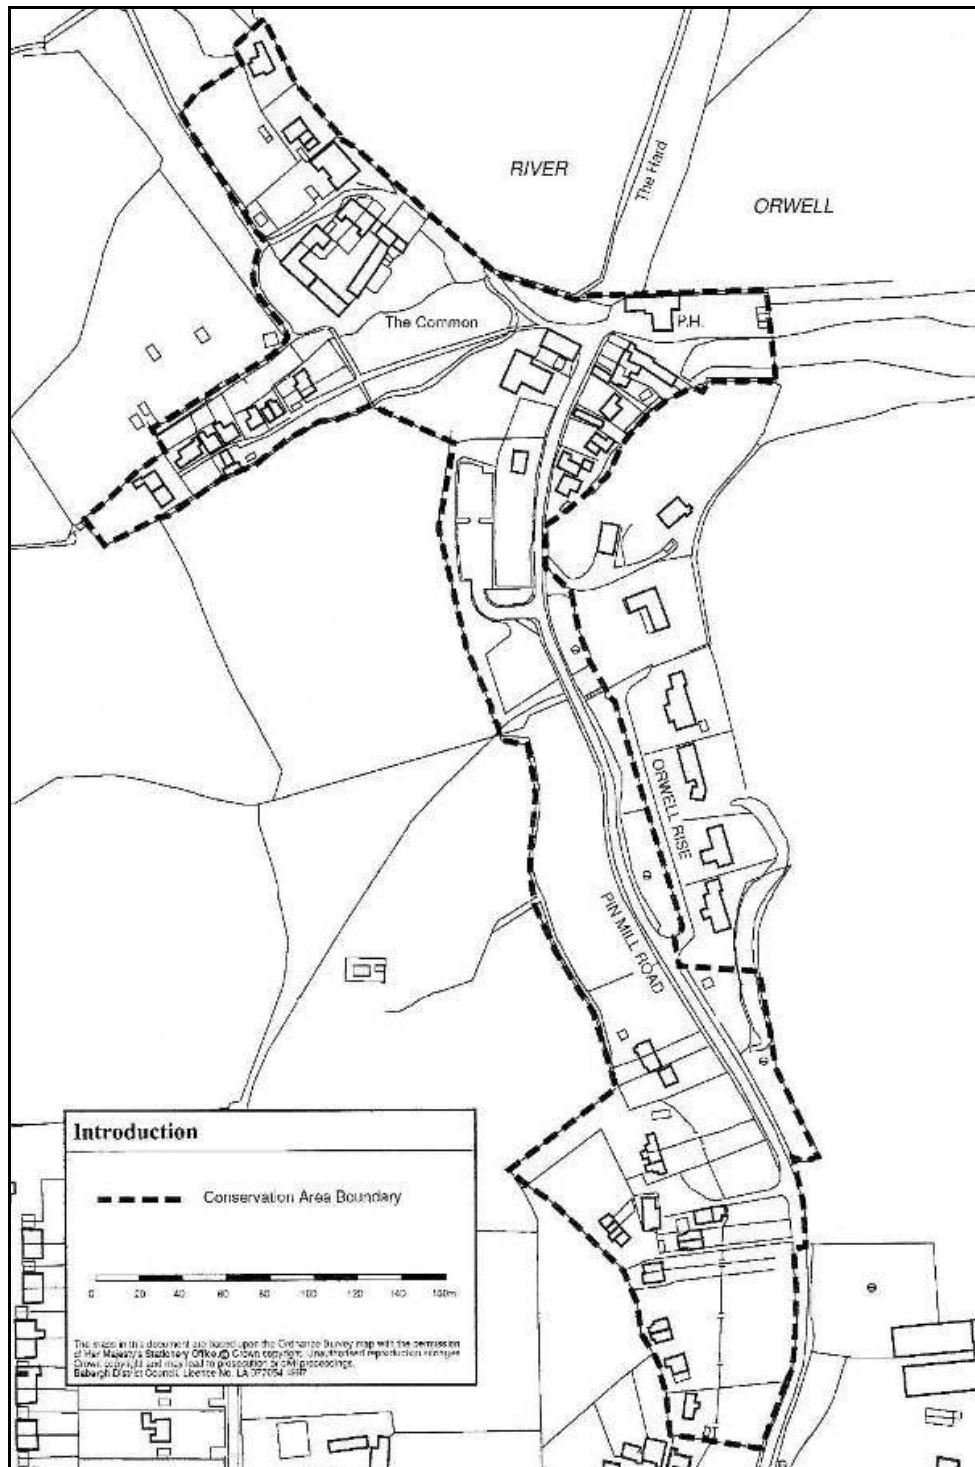 RIVER
The Hard
ORWELL
The Common
P.H.
ORWELL RISE
PIN MILL ROAD
Introduction
Conservation Area Boundary
0 20 40 60 80 100 120 140 160m
The maps in this document are based upon the Ordnance Survey map with the permission
of Her Majesty's Stationery Office © Crown copyright. Unauthorised reproduction infringes
Crown copyright and may lead to prosecution or civil proceedings.
Babergh District Council. Licence No. LA 077054